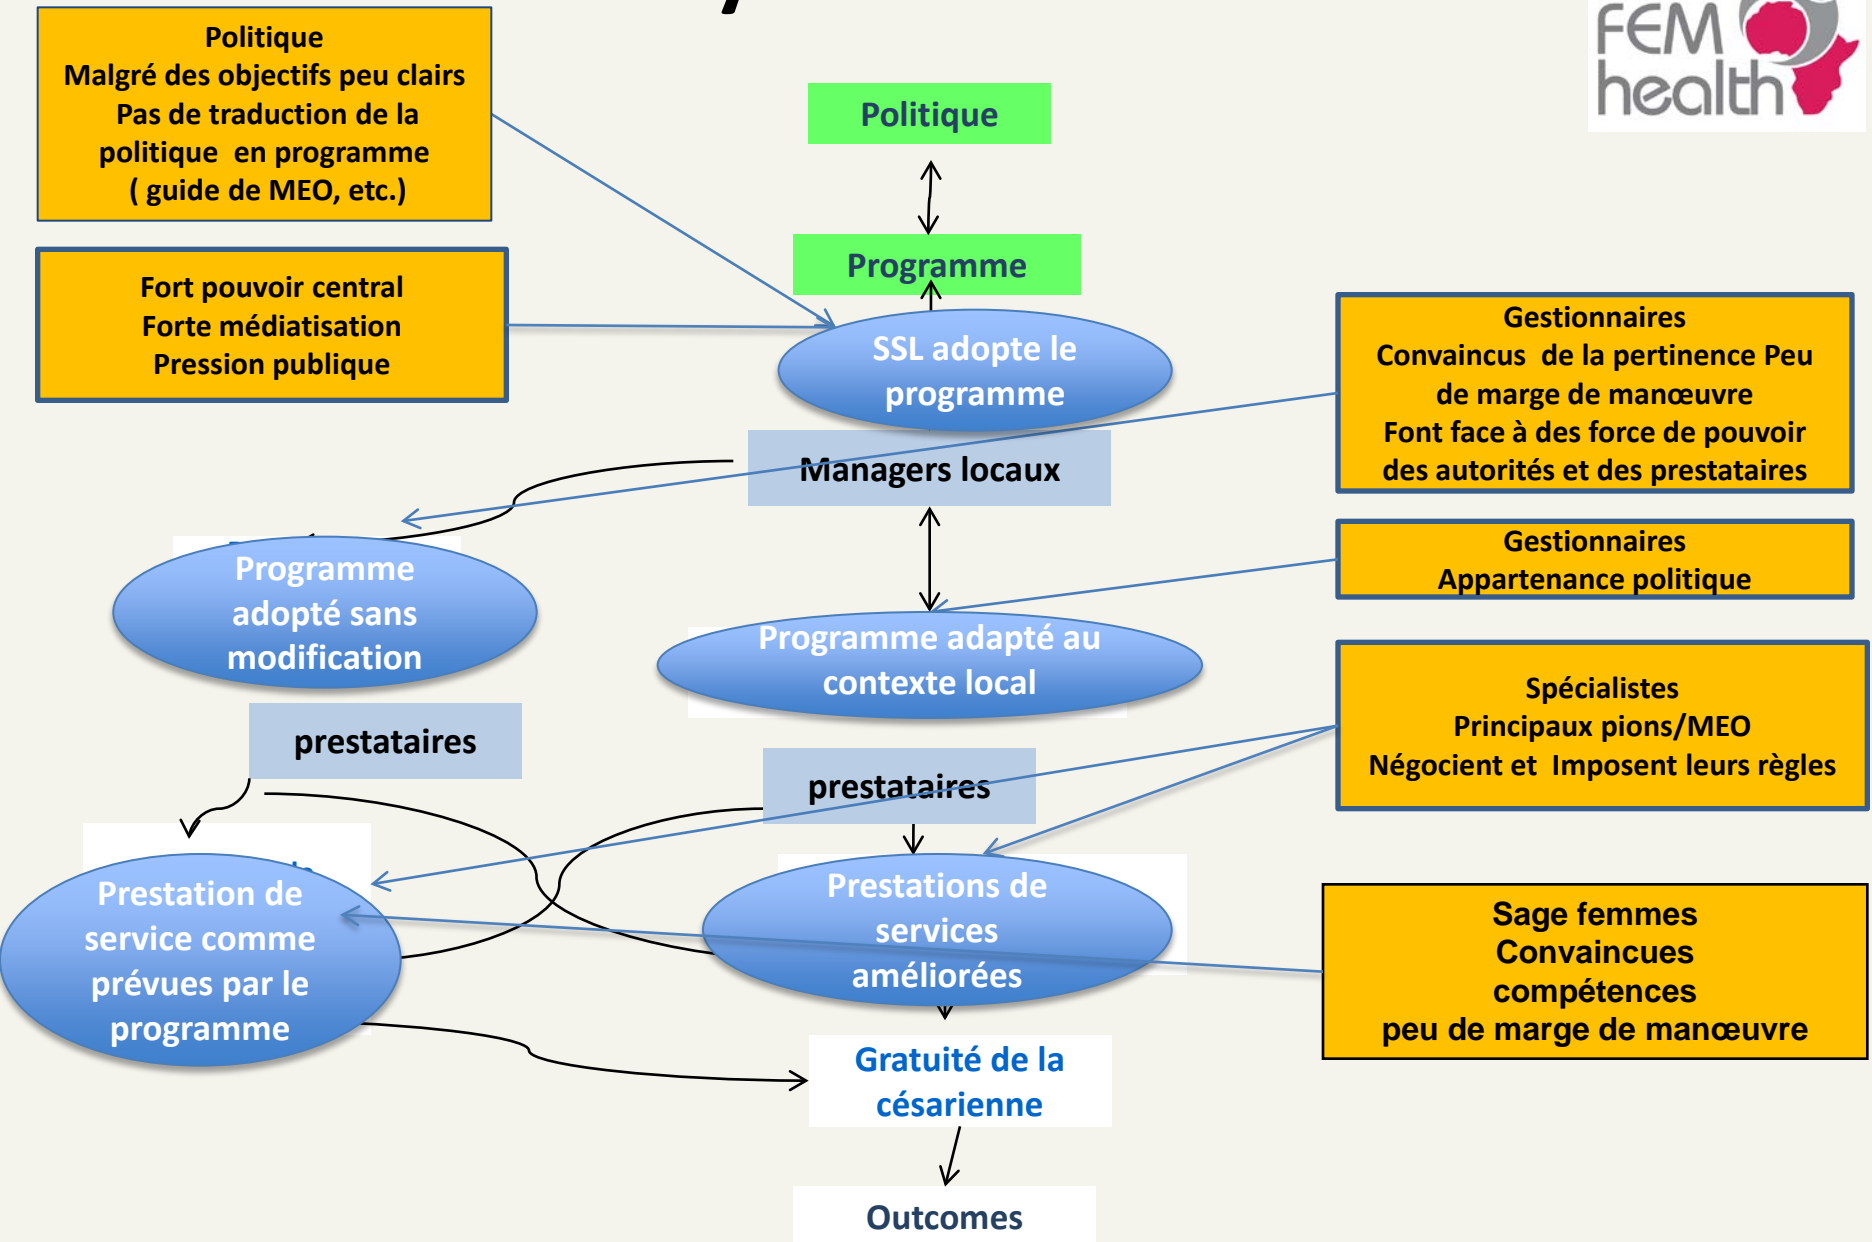 FEM
health
Politique
Malgré des objectifs peu clairs
Pas de traduction de la
politique en programme
( guide de MEO, etc.)
Politique
Programme
Fort pouvoir central
Forte médiatisation
Pression publique
SSL adopte le
programme
Gestionnaires
Convaincus de la pertinence Peu
de marge de manœuvre
Font face à des force de pouvoir
des autorités et des prestataires
Managers locaux
Gestionnaires
Appartenance politique
Programme
adopté sans
modification
Programme adapté au
contexte local
Spécialistes
Principaux pions/MEO
Négocient et Imposent leurs règles
prestataires
prestataires
Prestation de
service comme
prévues par le
programme
Prestations de
services
améliorées
Sage femmes
Convaincues
compétences
peu de marge de manœuvre
Gratuité de la
césarienne
Outcomes